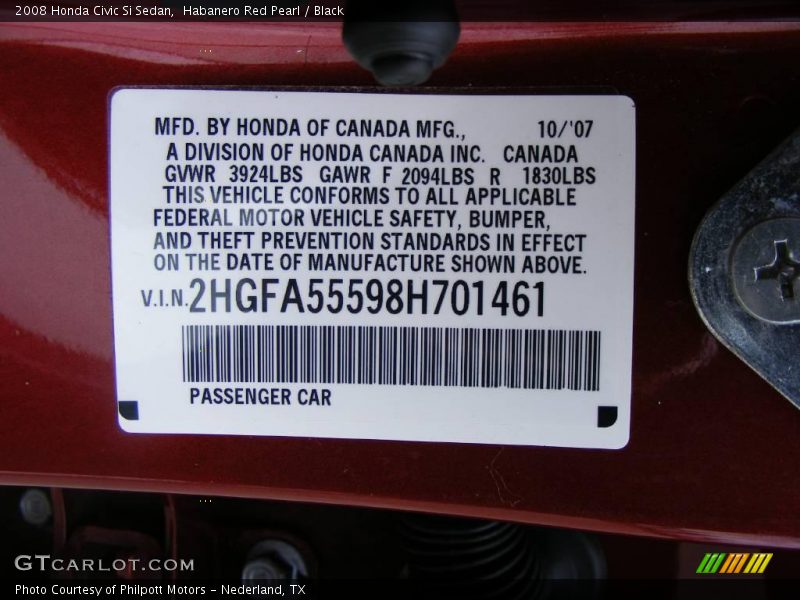 2008 Honda Civic Si Sedan,  Habanero Red Pearl / Black
MFD. BY HONDA OF CANADA MFG., 10/'07
A DIVISION OF HONDA CANADA INC. CANADA
GVWR 3924LBS GAWR F 2094LBS R 1830LBS
THIS VEHICLE CONFORMS TO ALL APPLICABLE
FEDERAL MOTOR VEHICLE SAFETY, BUMPER,
AND THEFT PREVENTION STANDARDS IN EFFECT
ON THE DATE OF MANUFACTURE SHOWN ABOVE.
V.I.N. 2HGFA55598H701461
PASSENGER CAR
GTCARLOT.COM
Photo Courtesy of Philpott Motors - Nederland, TX